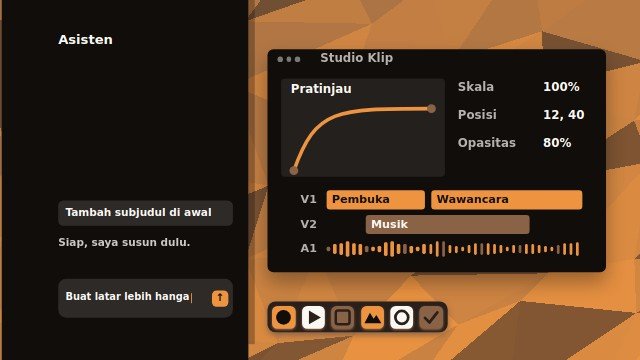 Asisten
Tambah subjudul di awal
Siap, saya susun dulu.
Buat latar lebih hanga
Studio Klip
Pratinjau
Skala 100%
Posisi 12, 40
Opasitas 80%
V1 Pembuka Wawancara
V2 Musik
A1